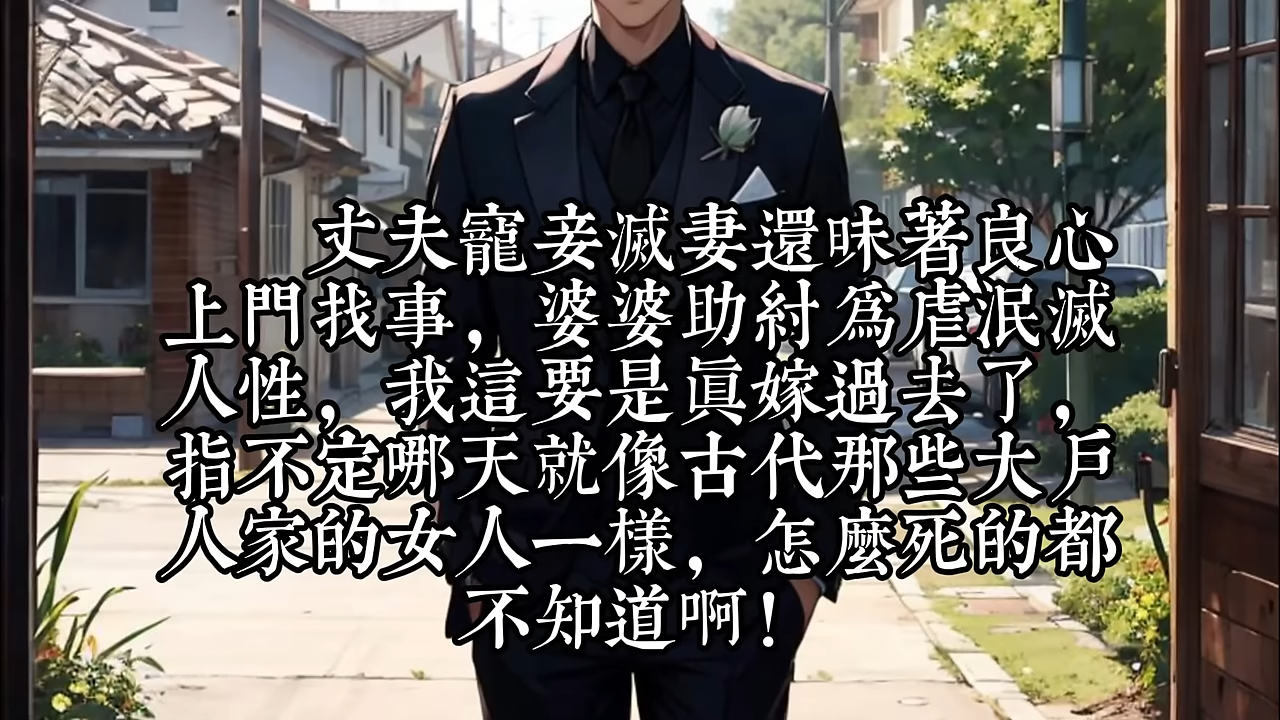 丈夫寵妾滅妻還昧著良心
上門找事，婆婆助紂爲虐泯滅
人性，我這要是眞嫁過去了，
指不定哪天就像古代那些大戶
人家的女人一樣，怎麼死的都
不知道啊！